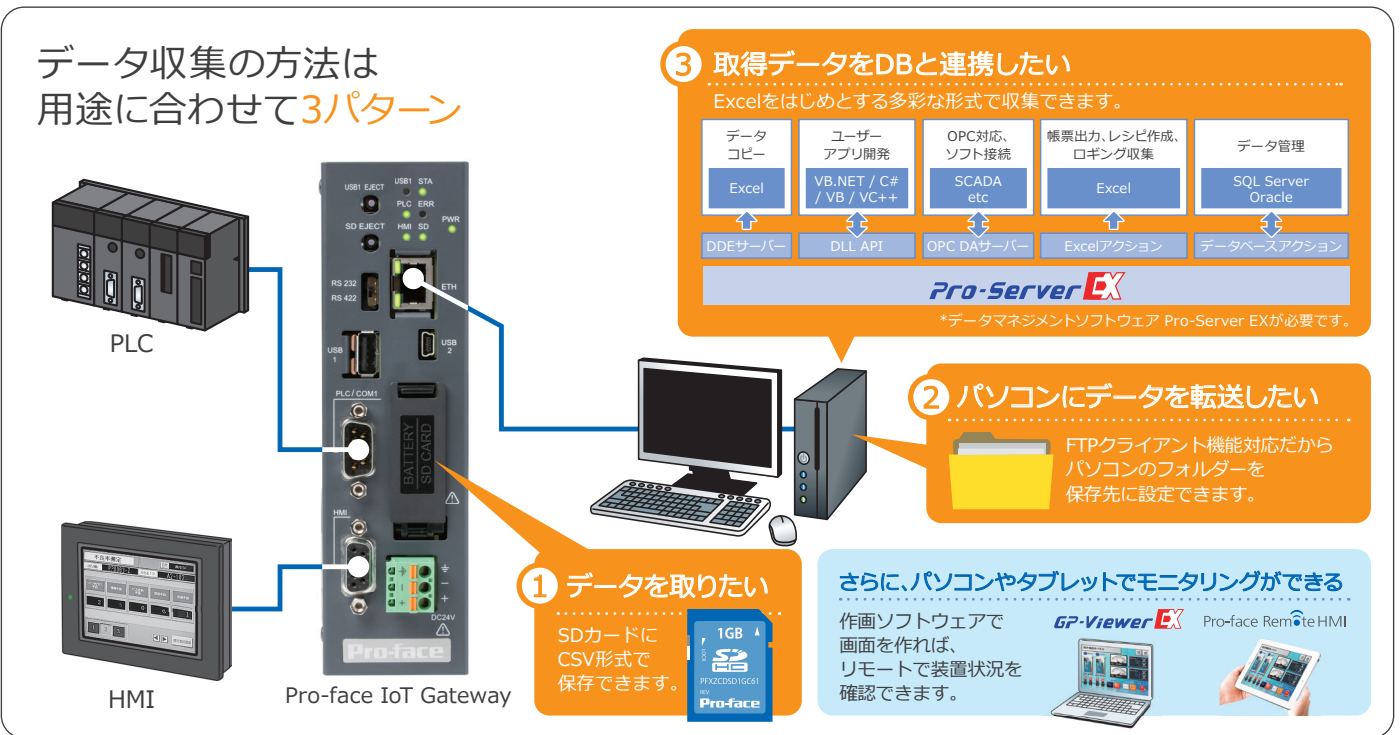 データ収集の方法は
用途に合わせて3パターン
PLC
HMI
USB1 EJECT
USB1 STA
PLC ERR
SD EJECT
HMI SD
PWR
RS 232
RS 422
ETH
USB
1
USB
2
PLC/COM1
BATTERY
SD CARD
HMI
DC24V
Pro-face
Pro-face IoT Gateway
3 取得データをDBと連携したい
Excelをはじめとする多彩な形式で収集できます。
データ
コピー
Excel
DDEサーバー
ユーザー
アプリ開発
VB.NET / C#
/ VB / VC++
DLL API
OPC対応、
ソフト接続
SCADA
etc
OPC DAサーバー
帳票出力、レシピ作成、
ロギング収集
Excel
Excelアクション
データ管理
SQL Server
Oracle
データベースアクション
Pro-Server EX
*データマネジメントソフトウェア Pro-Server EXが必要です。
2 パソコンにデータを転送したい
FTPクライアント機能対応だから
パソコンのフォルダーを
保存先に設定できます。
1 データを取りたい
SDカードに
CSV形式で
保存できます。
1GB
LOCK
SD
HC
PFXZCDSD1GC61
REV.
Pro-face
さらに、パソコンやタブレットでモニタリングができる
作画ソフトウェアで
画面を作れば、
リモートで装置状況を
確認できます。
GP-Viewer EX
Pro-face Remote HMI